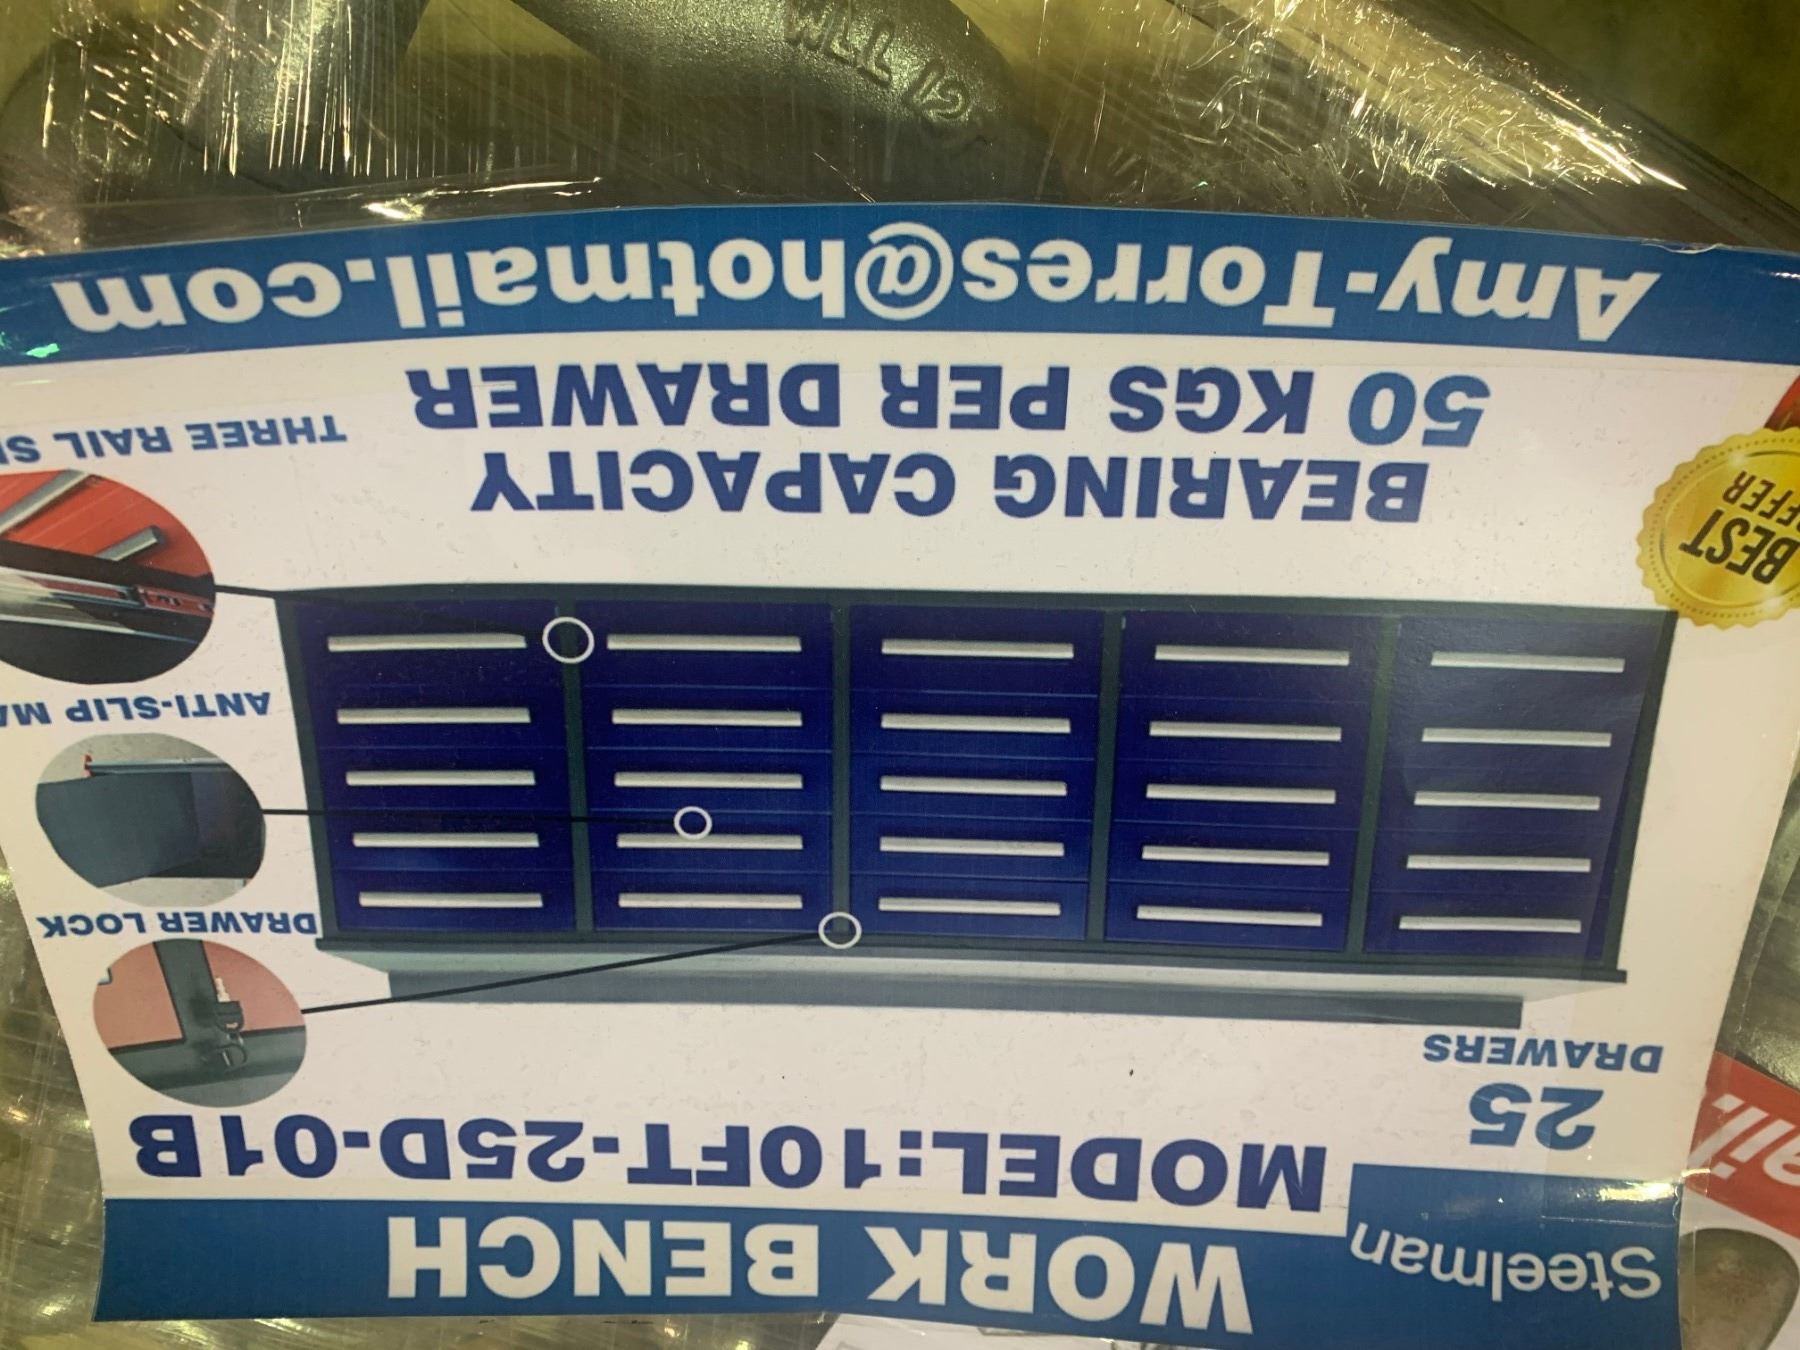 Steelman
WORK BENCH
MODEL:10FT-25D-01B
25
DRAWERS
DRAWER LOCK
ANTI-SLIP
THREE RAIL
BEST
BEARING CAPACITY
50 KGS PER DRAWER
Amy-Torres@hotmail.com